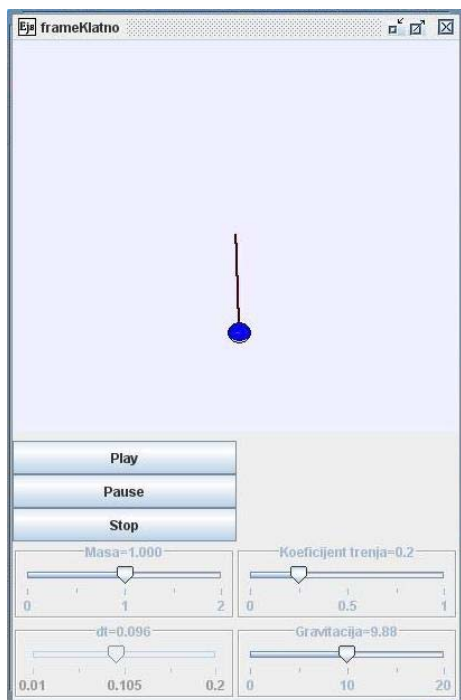 Ejs frameKlatno
Play
Pause
Stop
Masa=1.000
0 1 2
Koeficijent trenja=0.2
0 0.5 1
dt=0.096
0.01 0.105 0.2
Gravitacija=9.88
0 10 20